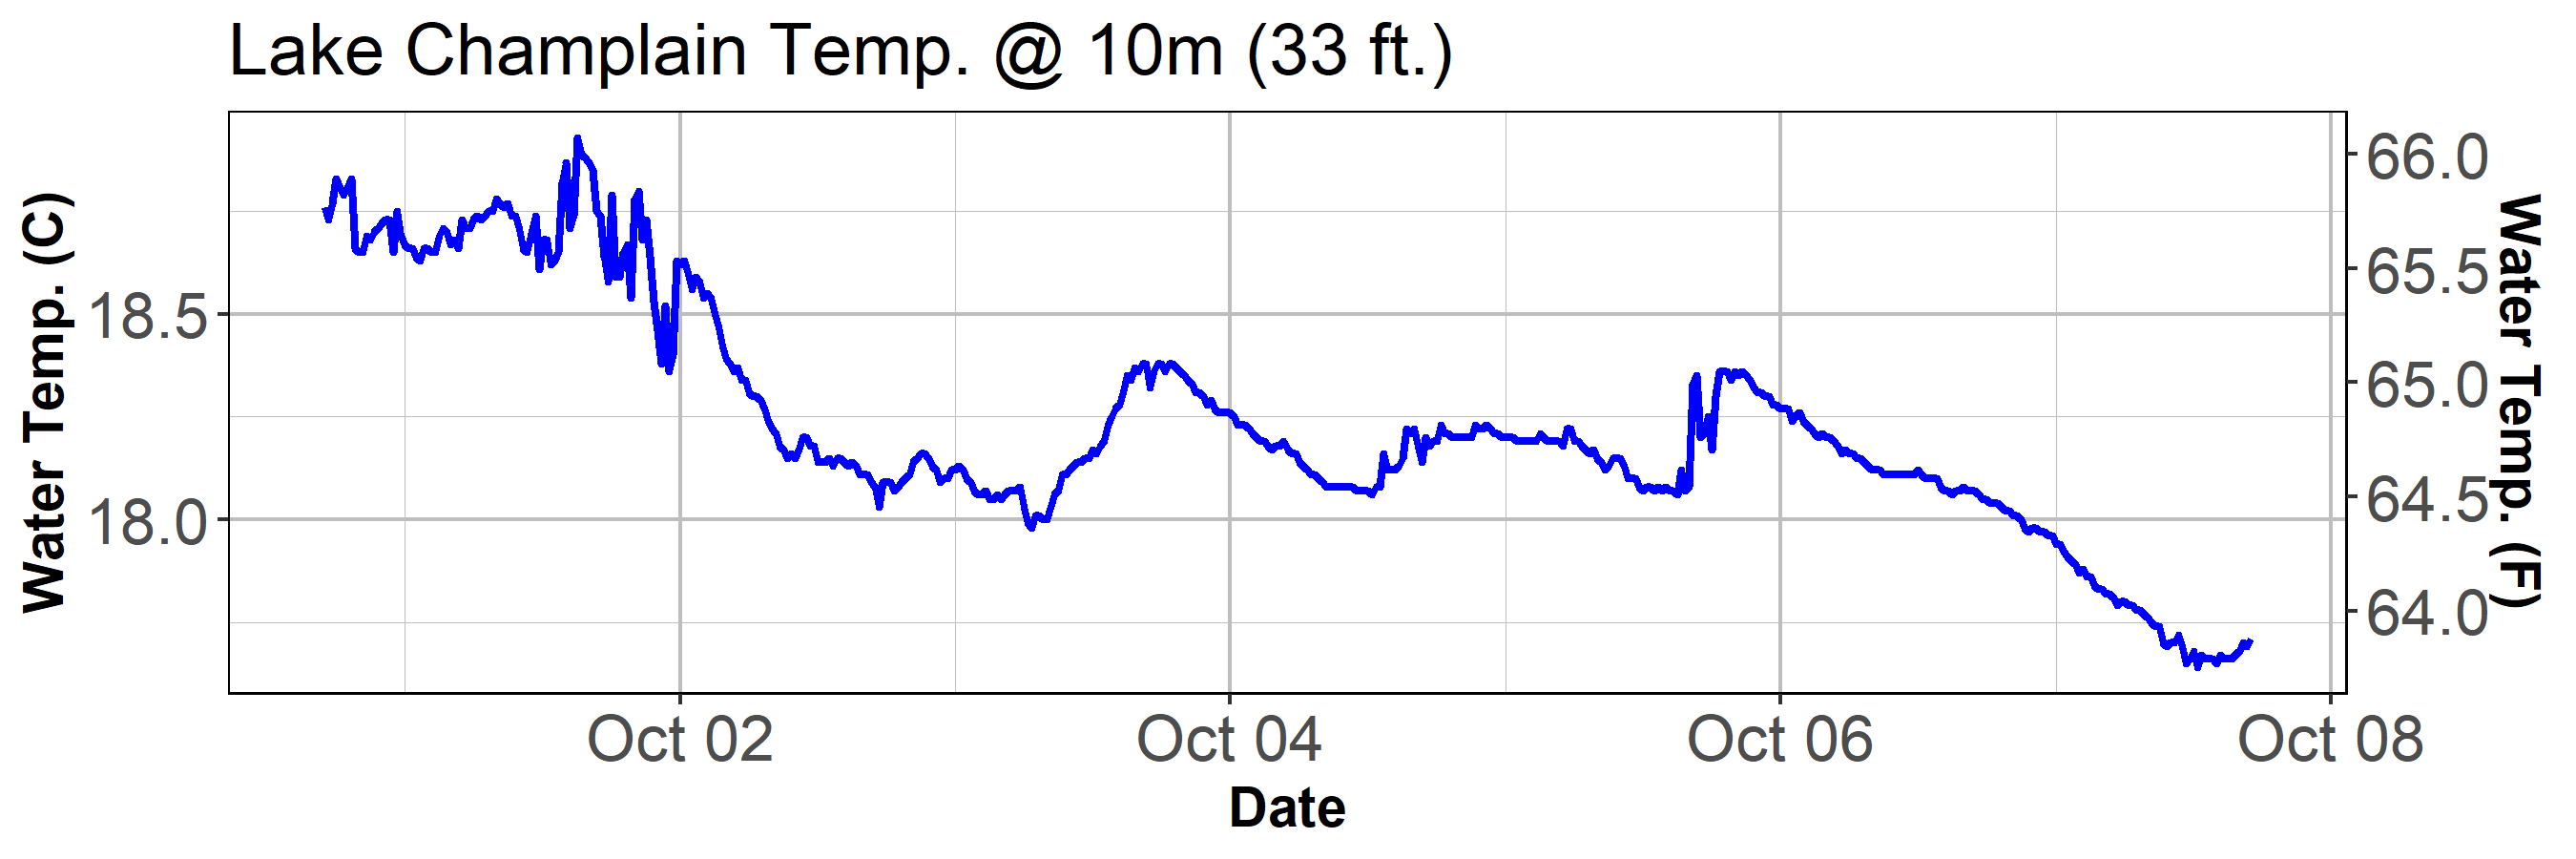 Lake Champlain Temp. @ 10m (33 ft.)
Water Temp. (C)
18.5
18.0
66.0
65.5
65.0
64.5
64.0
Water Temp. (F)
Oct 02 Oct 04 Oct 06 Oct 08
Date